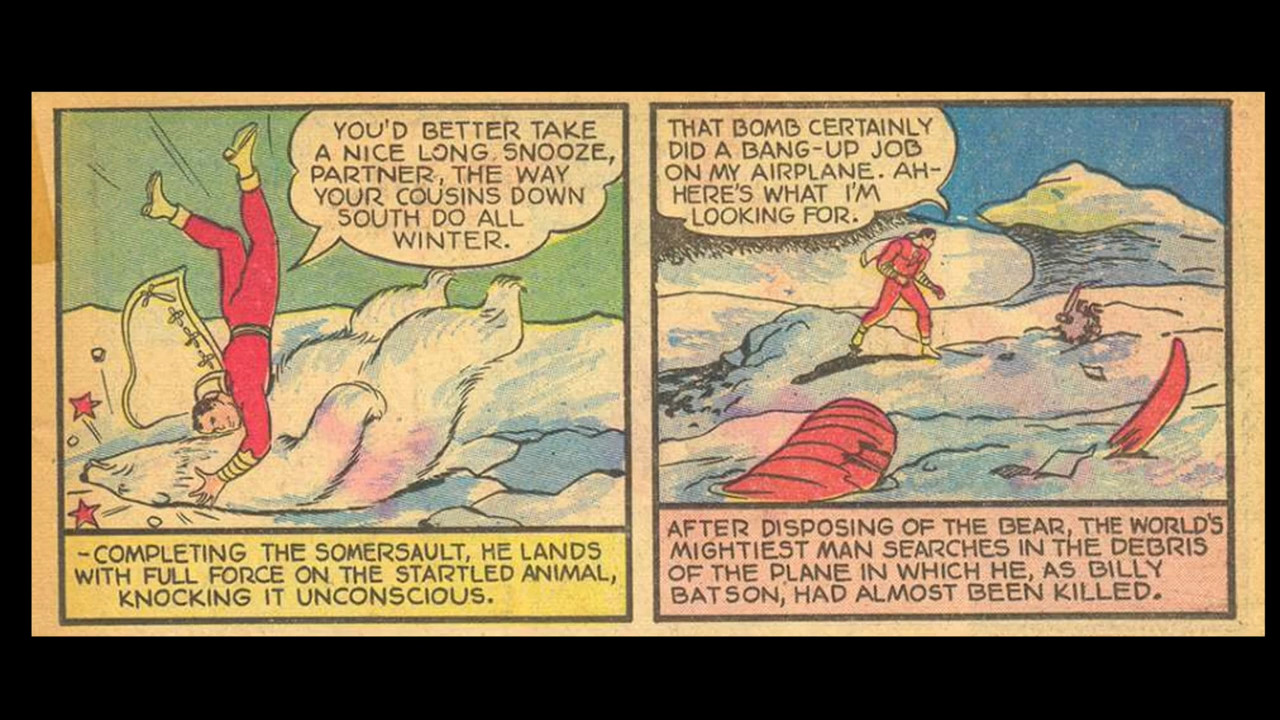 YOU'D BETTER TAKE
A NICE LONG SNOOZE,
PARTNER, THE WAY
YOUR COUSINS DOWN
SOUTH DO ALL
WINTER.
-COMPLETING THE SOMERSAULT, HE LANDS
WITH FULL FORCE ON THE STARTLED ANIMAL,
KNOCKING IT UNCONSCIOUS.
THAT BOMB CERTAINLY
DID A BANG-UP JOB
ON MY AIRPLANE. AH-
HERE'S WHAT I'M
LOOKING FOR.
AFTER DISPOSING OF THE BEAR, THE WORLD'S
MIGHTIEST MAN SEARCHES IN THE DEBRIS
OF THE PLANE IN WHICH HE, AS BILLY
BATSON, HAD ALMOST BEEN KILLED.